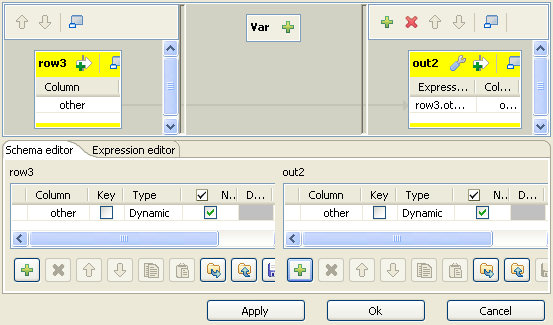 Var
row3
out2
Column
Expres... Col...
other
row3.ot... o...
Schema editor Expression editor
row3 out2
Column Key Type N... D...
Column Key Type N... D...
other Dynamic
other Dynamic
Apply Ok Cancel